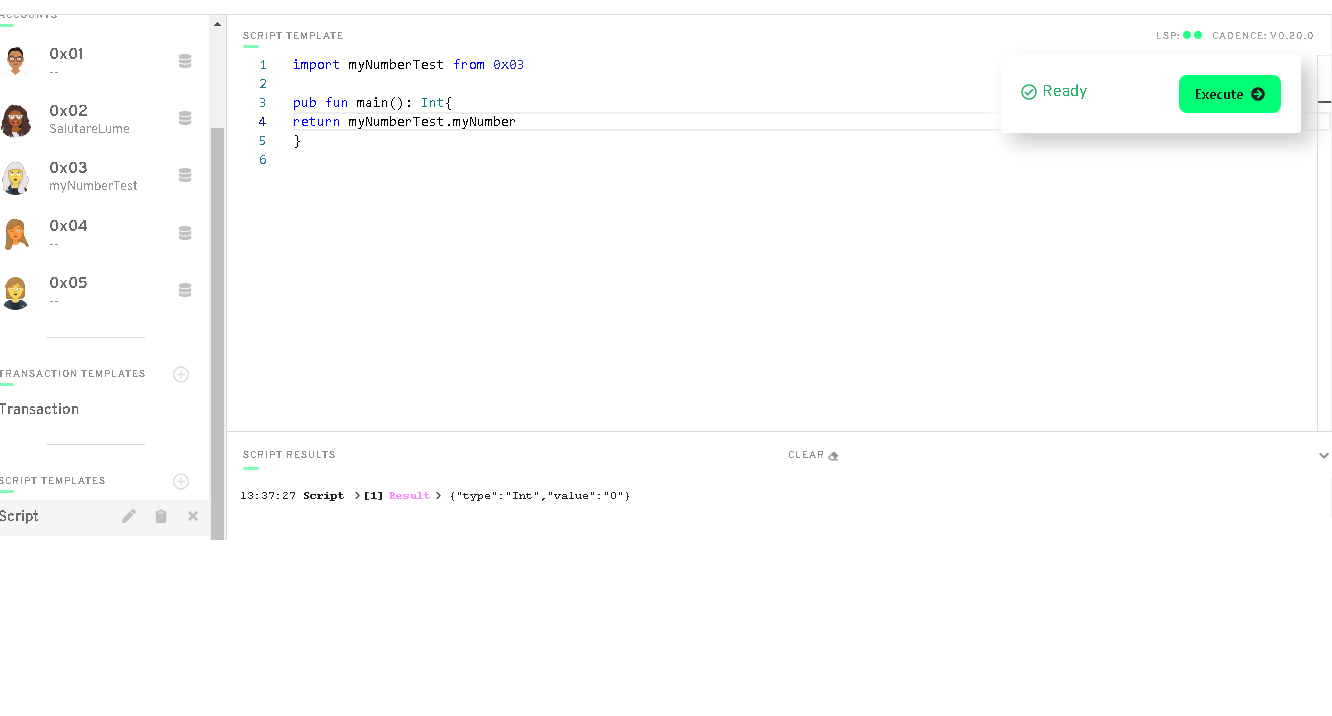 ACCOUNTS
0x01
--
0x02
SalutareLume
0x03
myNumberTest
0x04
--
0x05
--
TRANSACTION TEMPLATES
Transaction
SCRIPT TEMPLATES
Script
SCRIPT TEMPLATE
LSP: CADENCE: V0.20.0
1 import myNumberTest from 0x03
2
3 pub fun main(): Int{
4 return myNumberTest.myNumber
5 }
6
Ready
Execute
SCRIPT RESULTS
CLEAR
13:37:27 Script > [1] Result > {"type":"Int","value":"0"}